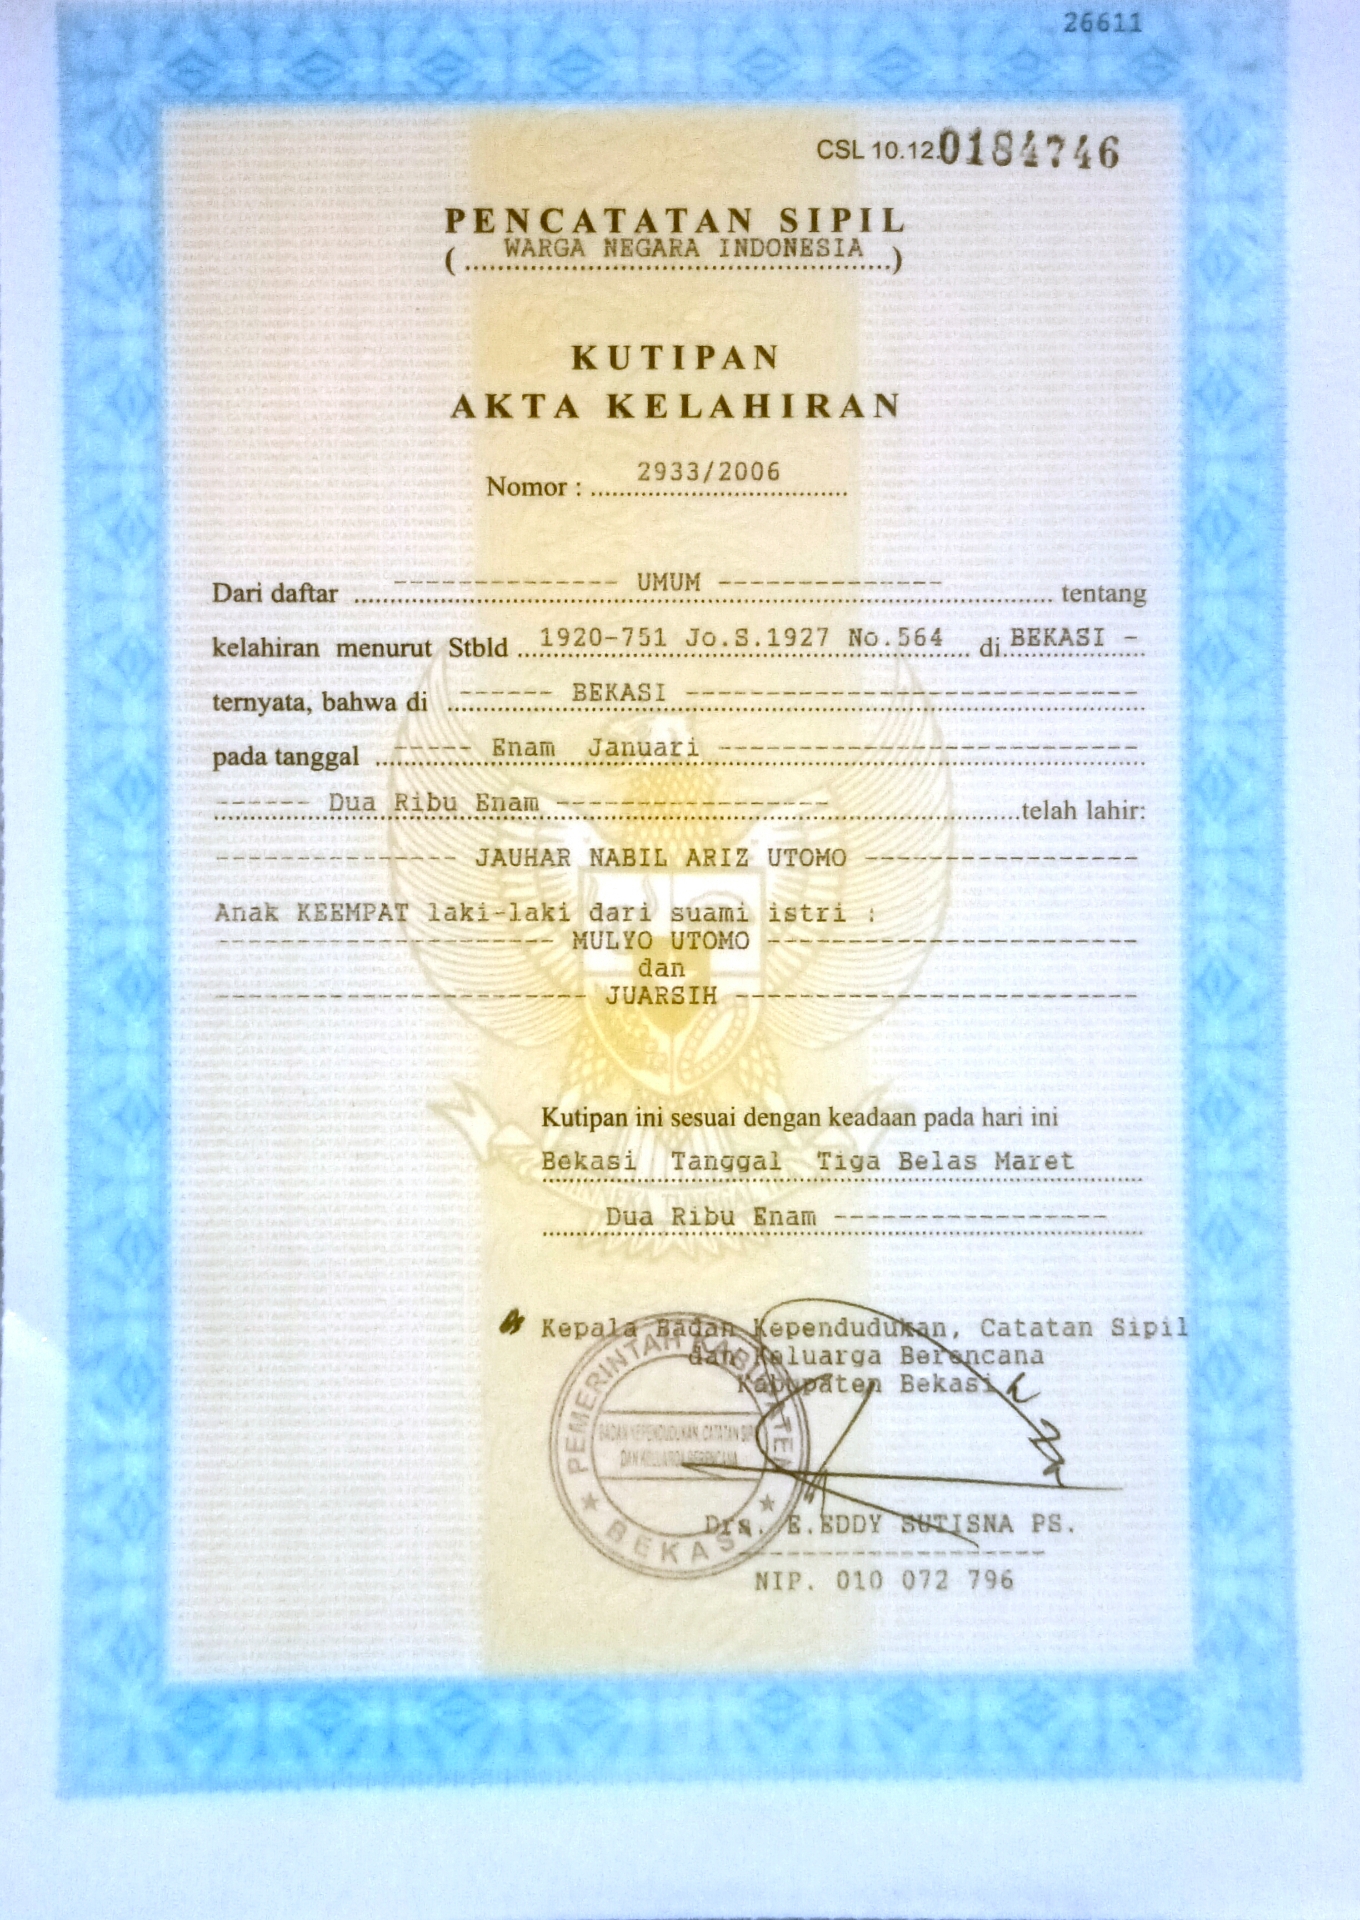 26611
CSL 10.12.0184746
PENCATATAN SIPIL
( WARGA NEGARA INDONESIA )
KUTIPAN
AKTA KELAHIRAN
Nomor : 2933/2006
Dari daftar -------------- UMUM -------------- tentang
kelahiran menurut Stbld 1920-751 Jo.S.1927 No.564 di BEKASI -
ternyata, bahwa di ------ BEKASI ----------------------------
pada tanggal ----- Enam Januari --------------------------
------ Dua Ribu Enam ----------------- telah lahir:
--------------- JAUHAR NABIL ARIZ UTOMO -----------------
Anak KEEMPAT laki-laki dari suami istri :
--------------------- MULYO UTOMO -----------------------
dan
----------------------- JUARSIH -------------------------
Kutipan ini sesuai dengan keadaan pada hari ini
Bekasi Tanggal Tiga Belas Maret
Dua Ribu Enam -----------------
Kepala Badan Kependudukan, Catatan Sipil
dan Keluarga Berencana
Kabupaten Bekasi
PEMERINTAH KABUPATEN
BADAN KEPENDUDUKAN, CATATAN SIPIL
DAN KELUARGA BERENCANA
★ BEKASI ★
Drs. E.EDDY SUTISNA PS.
-------------------
NIP. 010 072 796